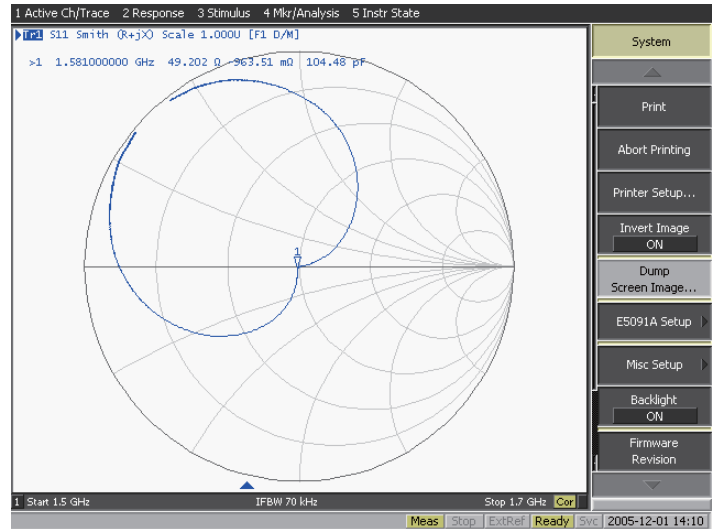 1 Active Ch/Trace 2 Response 3 Stimulus 4 Mkr/Analysis 5 Instr State
Tr1 S11 Smith (R+jX) Scale 1.000U [F1 D/M]
>1 1.581000000 GHz 49.202 Ω -963.51 mΩ 104.48 pF
1
1 Start 1.5 GHz IFBW 70 kHz Stop 1.7 GHz Cor
System
Print
Abort Printing
Printer Setup...
Invert Image
ON
Dump
Screen Image...
E5091A Setup
Misc Setup
Backlight
ON
Firmware
Revision
Meas Stop ExtRef Ready Svc 2005-12-01 14:10